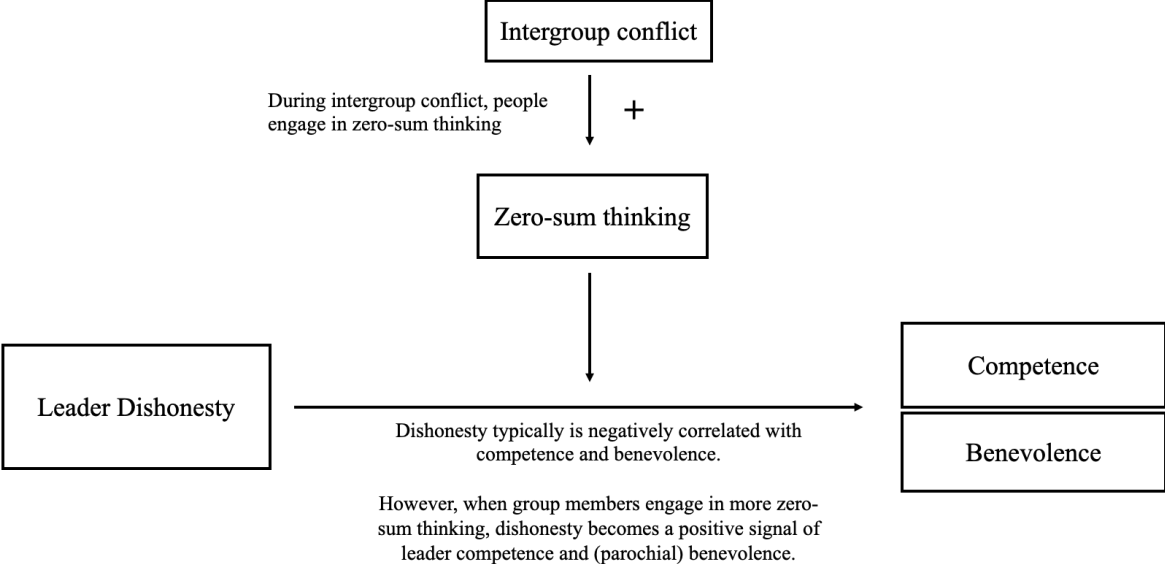 Intergroup conflict
During intergroup conflict, people
engage in zero-sum thinking
+
Zero-sum thinking
Leader Dishonesty
Competence
Benevolence
Dishonesty typically is negatively correlated with
competence and benevolence.
However, when group members engage in more zero-
sum thinking, dishonesty becomes a positive signal of
leader competence and (parochial) benevolence.